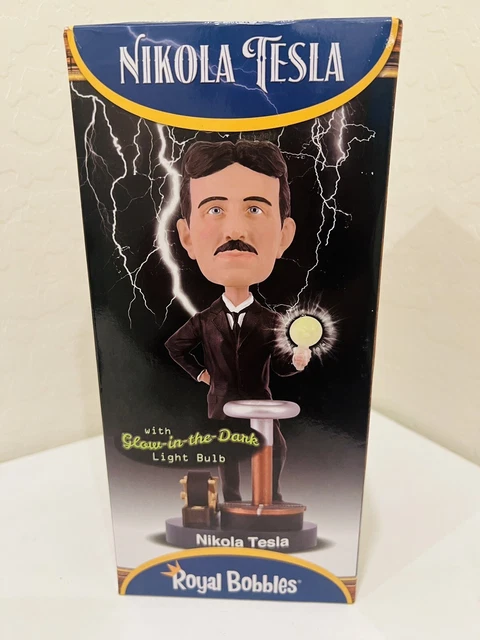 NIKOLA TESLA
with
Glow-in-the-Dark
Light Bulb
Nikola Tesla
Royal Bobbles